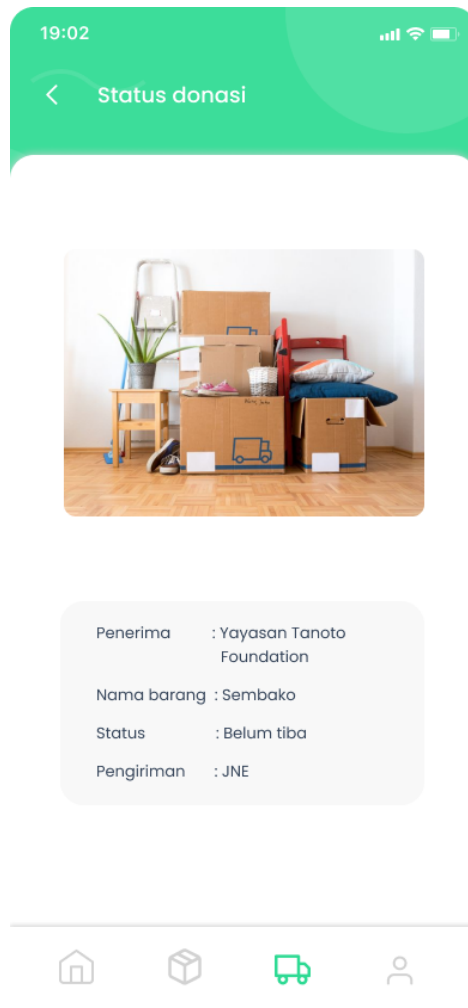 19:02
Status donasi
Penerima : Yayasan Tanoto
Foundation
Nama barang : Sembako
Status : Belum tiba
Pengiriman : JNE